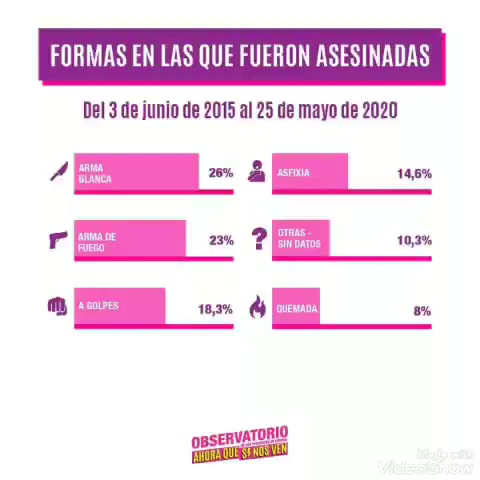 FORMAS EN LAS QUE FUERON ASESINADAS
Del 3 de junio de 2015 al 25 de mayo de 2020
ARMA
BLANCA
26%
ARMA DE
FUEGO
23%
A GOLPES
18,3%
ASFIXIA
14,6%
OTRAS -
SIN DATOS
10,3%
QUEMADA
8%
OBSERVATORIO
AHORA QUE SÍ NOS VEN
Made with
VideoShow